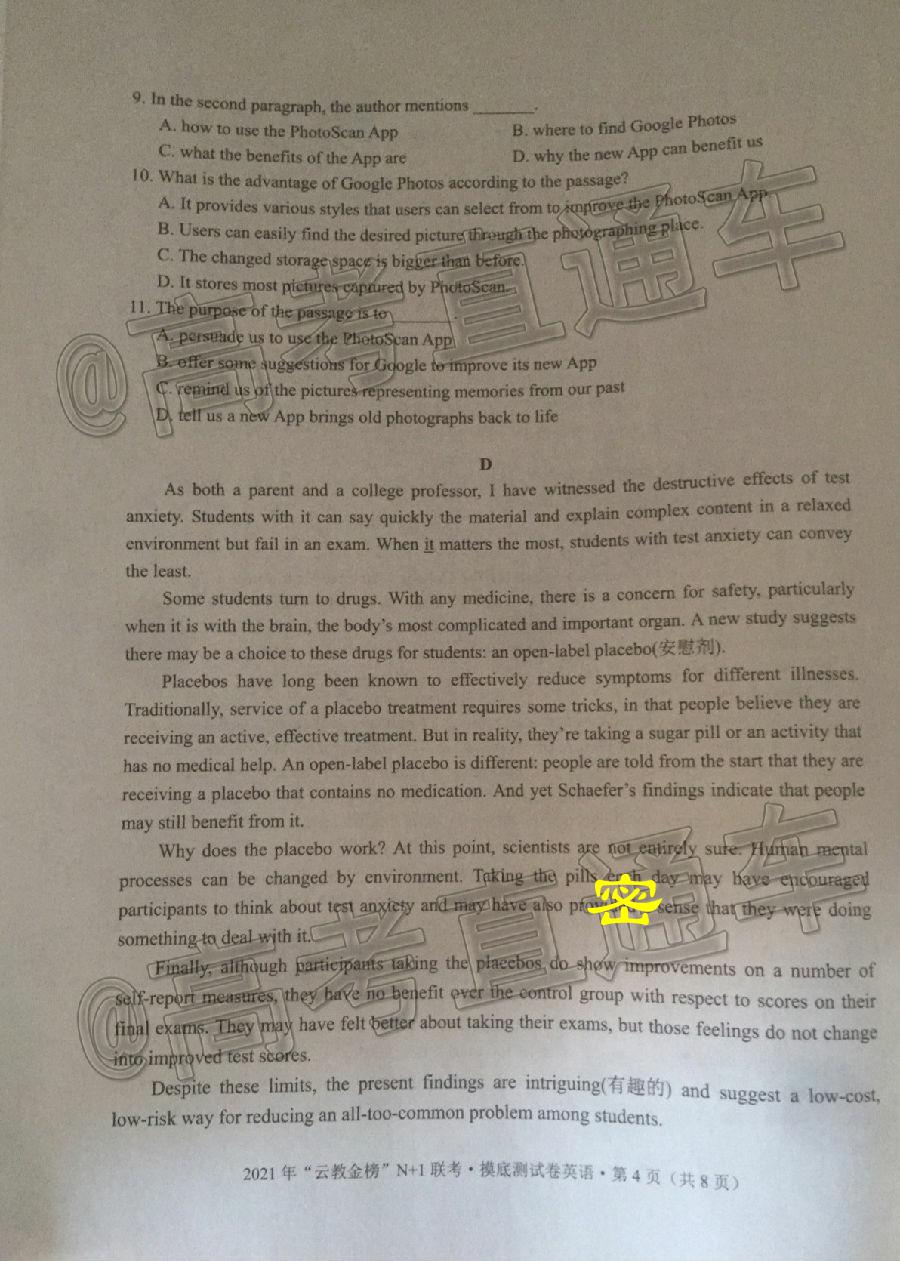 9. In the second paragraph, the author mentions ________.
A. how to use the PhotoScan App B. where to find Google Photos
C. what the benefits of the App are D. why the new App can benefit us
10. What is the advantage of Google Photos according to the passage?
A. It provides various styles that users can select from to improve the PhotoScan App.
B. Users can easily find the desired picture through the photographing place.
C. The changed storage space is bigger than before.
D. It stores most pictures captured by PhotoScan.
11. The purpose of the passage is to ________.
A. persuade us to use the PhotoScan App
B. offer some suggestions for Google to improve its new App
C. remind us of the pictures representing memories from our past
D. tell us a new App brings old photographs back to life
@高考直通车
D
As both a parent and a college professor, I have witnessed the destructive effects of test
anxiety. Students with it can say quickly the material and explain complex content in a relaxed
environment but fail in an exam. When it matters the most, students with test anxiety can convey
the least.
Some students turn to drugs. With any medicine, there is a concern for safety, particularly
when it is with the brain, the body's most complicated and important organ. A new study suggests
there may be a choice to these drugs for students: an open-label placebo(安慰剂).
Placebos have long been known to effectively reduce symptoms for different illnesses.
Traditionally, service of a placebo treatment requires some tricks, in that people believe they are
receiving an active, effective treatment. But in reality, they're taking a sugar pill or an activity that
has no medical help. An open-label placebo is different: people are told from the start that they are
receiving a placebo that contains no medication. And yet Schaefer's findings indicate that people
may still benefit from it.
Why does the placebo work? At this point, scientists are not entirely sure. Human mental
processes can be changed by environment. Taking the pills each day may have encouraged
participants to think about test anxiety and may have also 密 sense that they were doing
something to deal with it.
@高考直通车
Finally, although participants taking the placebos do show improvements on a number of
self-report measures, they have no benefit over the control group with respect to scores on their
final exams. They may have felt better about taking their exams, but those feelings do not change
into improved test scores.
Despite these limits, the present findings are intriguing(有趣的) and suggest a low-cost,
low-risk way for reducing an all-too-common problem among students.
2021 年 “云教金榜” N+1 联考·摸底测试卷英语·第 4 页（共 8 页）